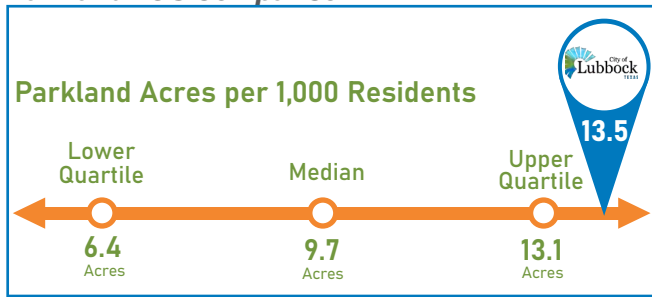 City of
Lubbock
TEXAS
Parkland Acres per 1,000 Residents
13.5
Lower
Quartile
Median
Upper
Quartile
6.4
Acres
9.7
Acres
13.1
Acres